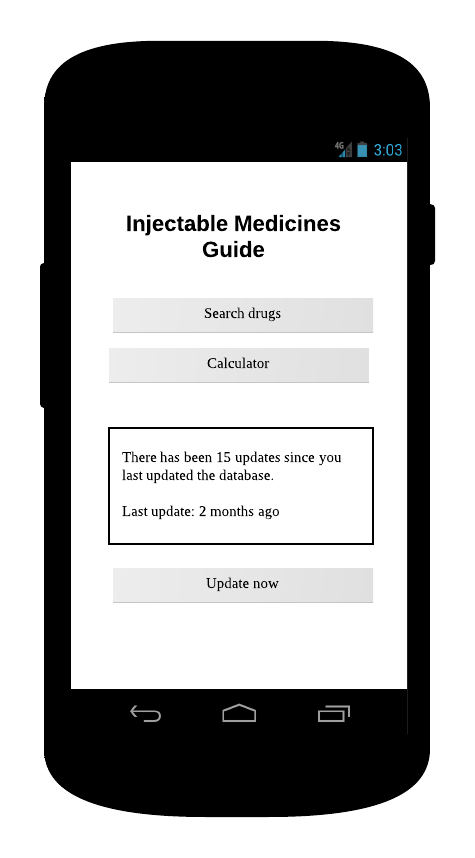 4G
3:03
Injectable Medicines
Guide
Search drugs
Calculator
There has been 15 updates since you
last updated the database.
Last update: 2 months ago
Update now